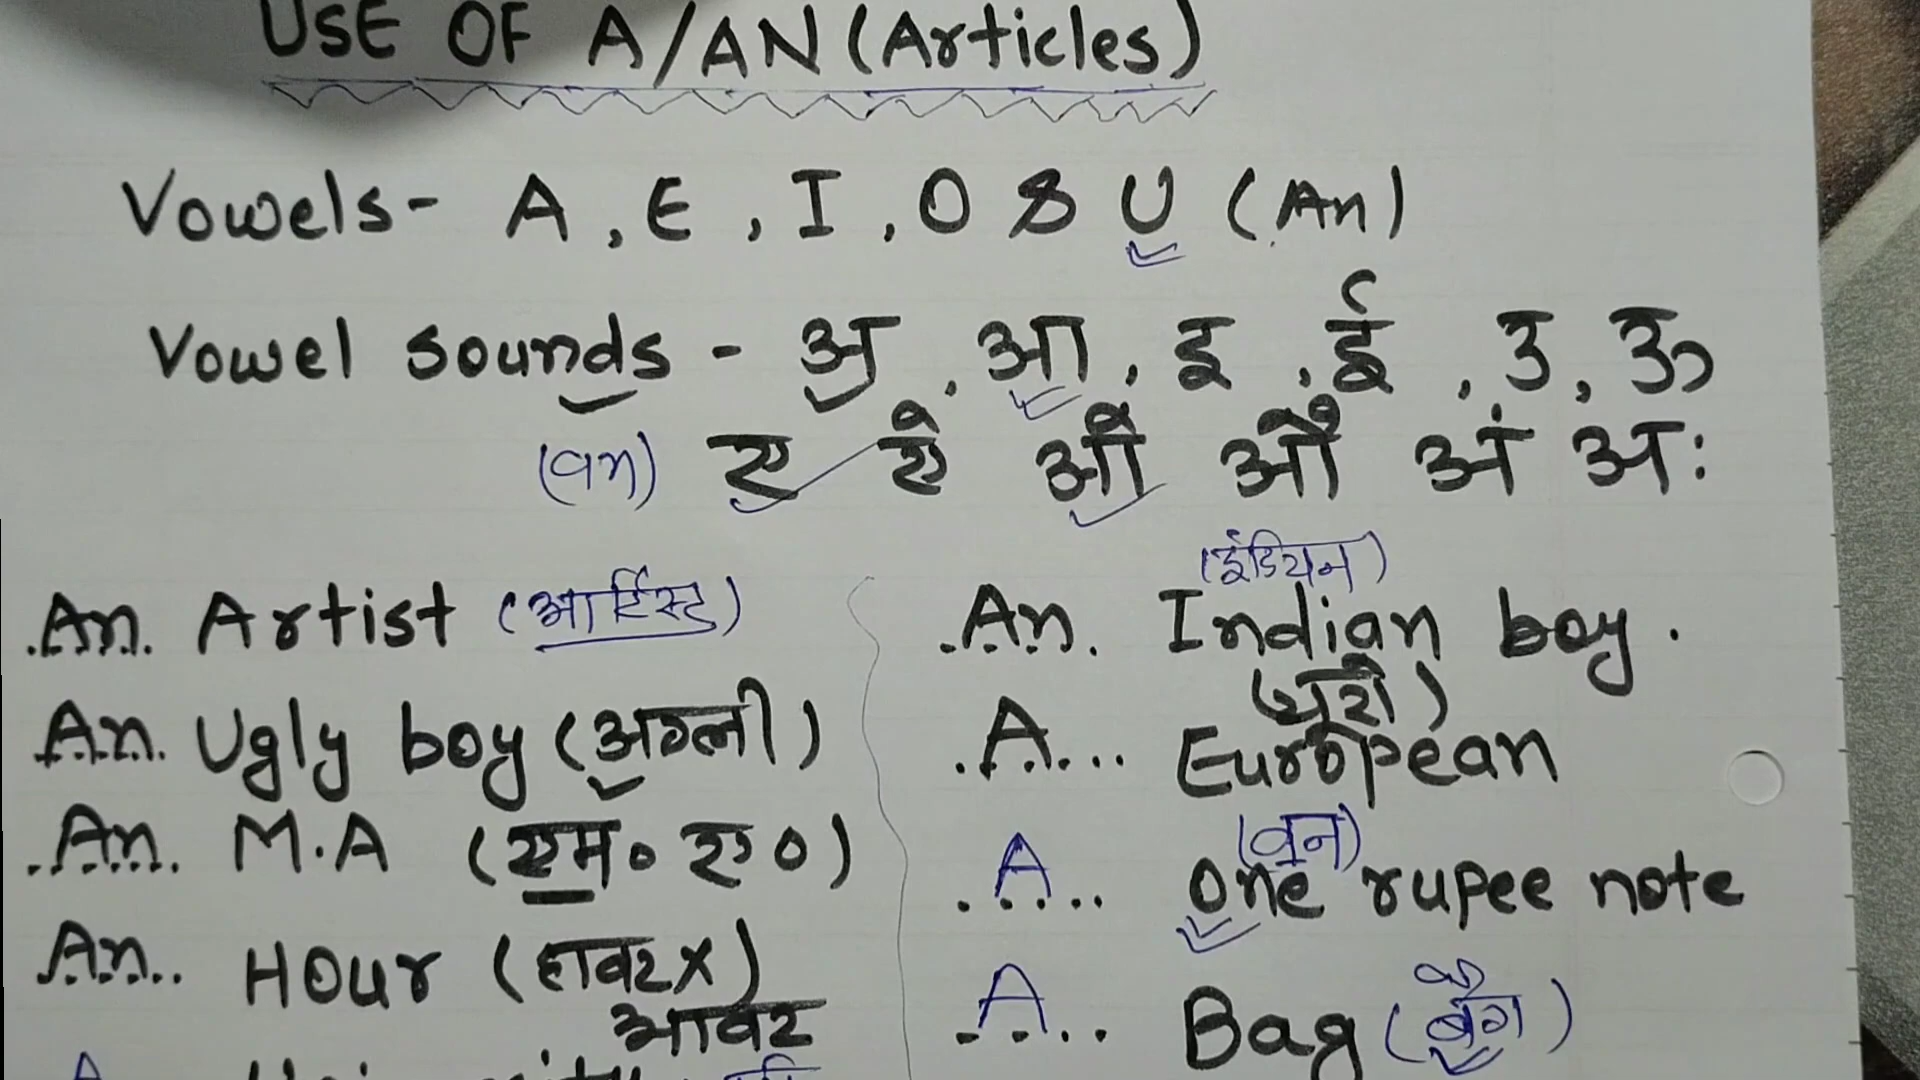 USE OF A/AN (Articles)
Vowels - A, E, I, O & U (An)
Vowel sounds - अ, आ, इ, ई, उ, ऊ
(वन) ए ऐ ओ औ अं अः
An Artist (आर्टिस्ट)
An Ugly boy (अग्ली)
An M.A (एम० ए०)
An Hour (हावर X)
आवर
A
(इंडियन)
An Indian boy.
(यूरो)
A European
(वन)
A One rupee note
A Bag (बैग)